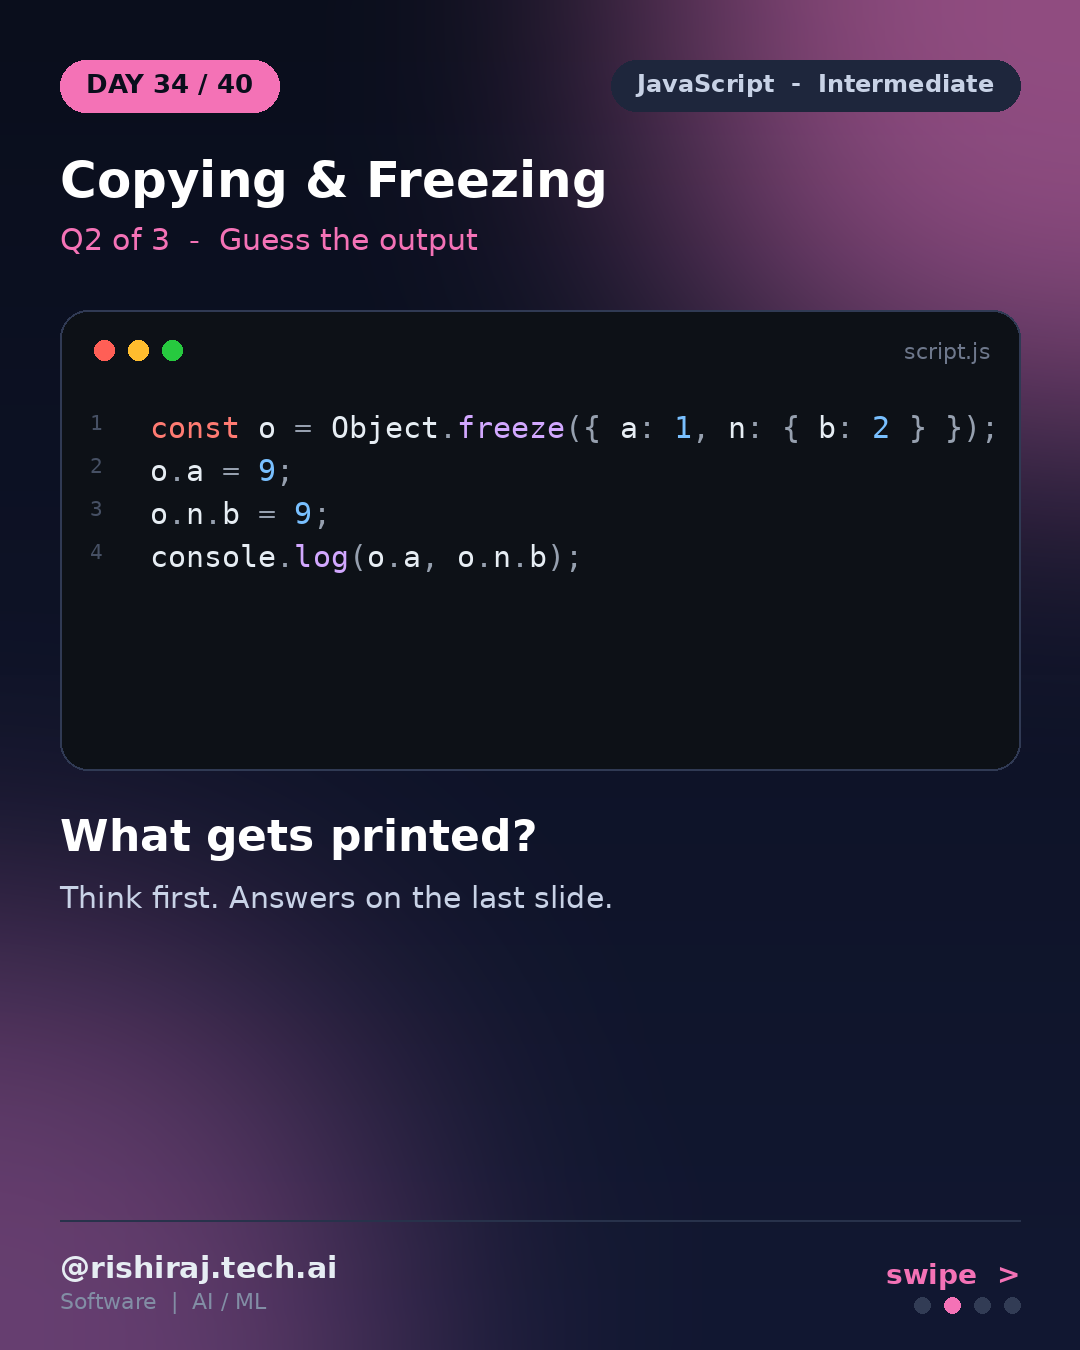 DAY 34 / 40
JavaScript - Intermediate
Copying & Freezing
Q2 of 3 - Guess the output
script.js
1 const o = Object.freeze({ a: 1, n: { b: 2 } });
2 o.a = 9;
3 o.n.b = 9;
4 console.log(o.a, o.n.b);
What gets printed?
Think first. Answers on the last slide.
@rishiraj.tech.ai
Software | AI / ML
swipe >